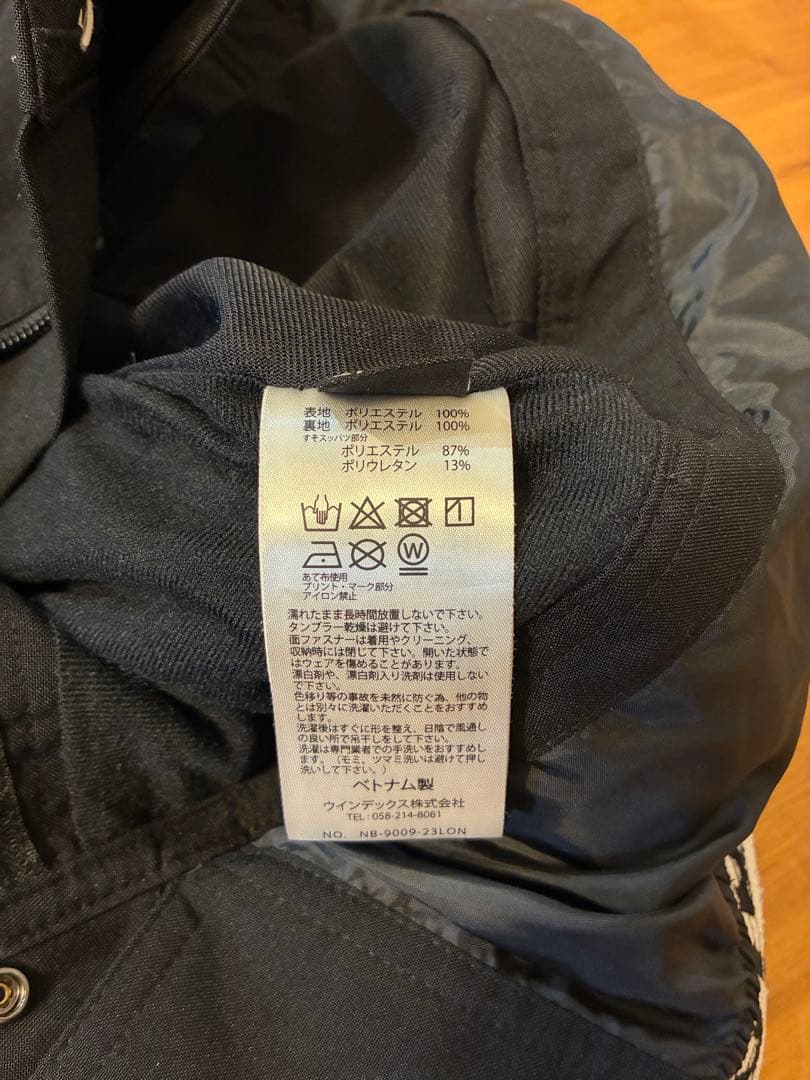 表地 ポリエステル 100%
裏地 ポリエステル 100%
すそスッパツ部分
ポリエステル 87%
ポリウレタン 13%
1
W
あて布使用
プリント・マーク部分
アイロン禁止
濡れたまま長時間放置しないで下さい。
タンブラー乾燥は避けて下さい。
面ファスナーは着用やクリーニング、
収納時には閉じて下さい。開いた状態で
はウェアを傷めることがあります。
漂白剤や、漂白剤入り洗剤は使用しない
で下さい。
色移り等の事故を未然に防ぐ為、他の物
とは別々に洗濯いただくことをおすすめ
します。
洗濯後はすぐに形を整え、日陰で風通し
の良い所で吊干しをして下さい。
洗濯は専門業者での手洗いをおすすめし
ます。（モミ、ツマミ洗いは避けて押し
洗いして下さい。）
ベトナム製
ウインデックス株式会社
TEL : 058-214-8081
NO. NB-9009-23LON